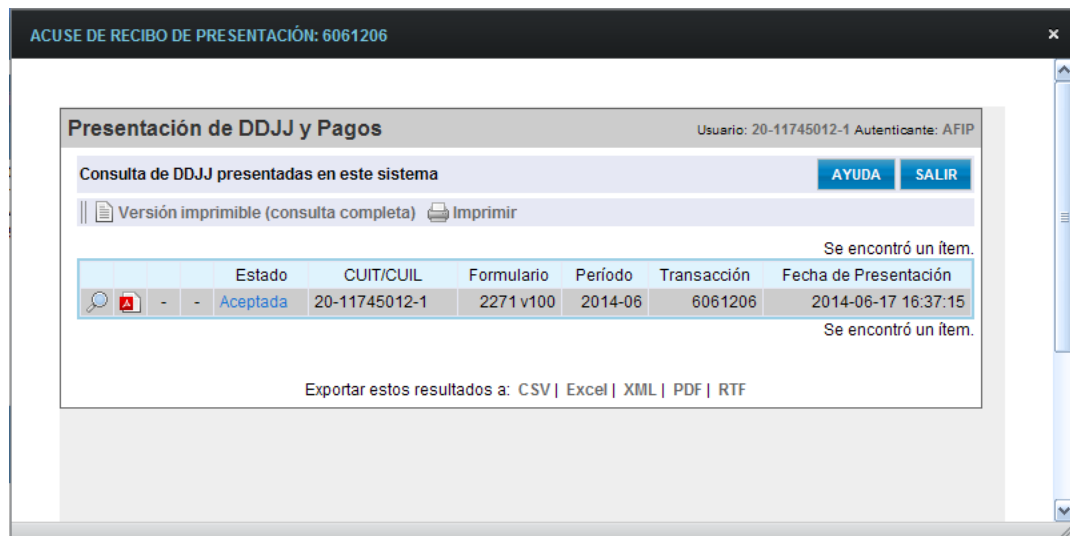 ACUSE DE RECIBO DE PRESENTACIÓN: 6061206 ×
Presentación de DDJJ y Pagos Usuario: 20-11745012-1 Autenticante: AFIP
Consulta de DDJJ presentadas en este sistema AYUDA SALIR
Versión imprimible (consulta completa) Imprimir
Se encontró un ítem.
Estado CUIT/CUIL Formulario Período Transacción Fecha de Presentación
- - Aceptada 20-11745012-1 2271 v100 2014-06 6061206 2014-06-17 16:37:15
Se encontró un ítem.
Exportar estos resultados a: CSV | Excel | XML | PDF | RTF